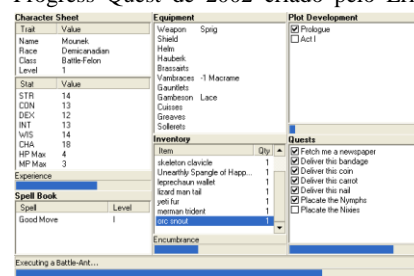 Progress Quest de 2002 criado pelo
Character Sheet
Trait Value
Name Mounek
Race Demicanadian
Class Battle-Felon
Level 1
Stat Value
STR 14
CON 13
DEX 12
INT 13
WIS 14
CHA 18
HP Max 4
MP Max 3
Experience
Spell Book
Spell Level
Good Move I
Equipment
Weapon Sprig
Shield
Helm
Hauberk
Brassairts
Vambraces -1 Macrame
Gauntlets
Gambeson Lace
Cuisses
Greaves
Sollerets
Inventory
Item Qty
skeleton clavicle 1
Unearthly Spangle of Happ... 1
leprechaun wallet 1
lizard man tail 1
yeti fur 1
merman trident 1
orc snout 1
Encumbrance
Plot Development
Prologue
Act I
Quests
Fetch me a newspaper
Deliver this bandage
Deliver this coin
Deliver this carrot
Deliver this nail
Placate the Nymphs
Placate the Nixies
Executing a Battle-Ant...